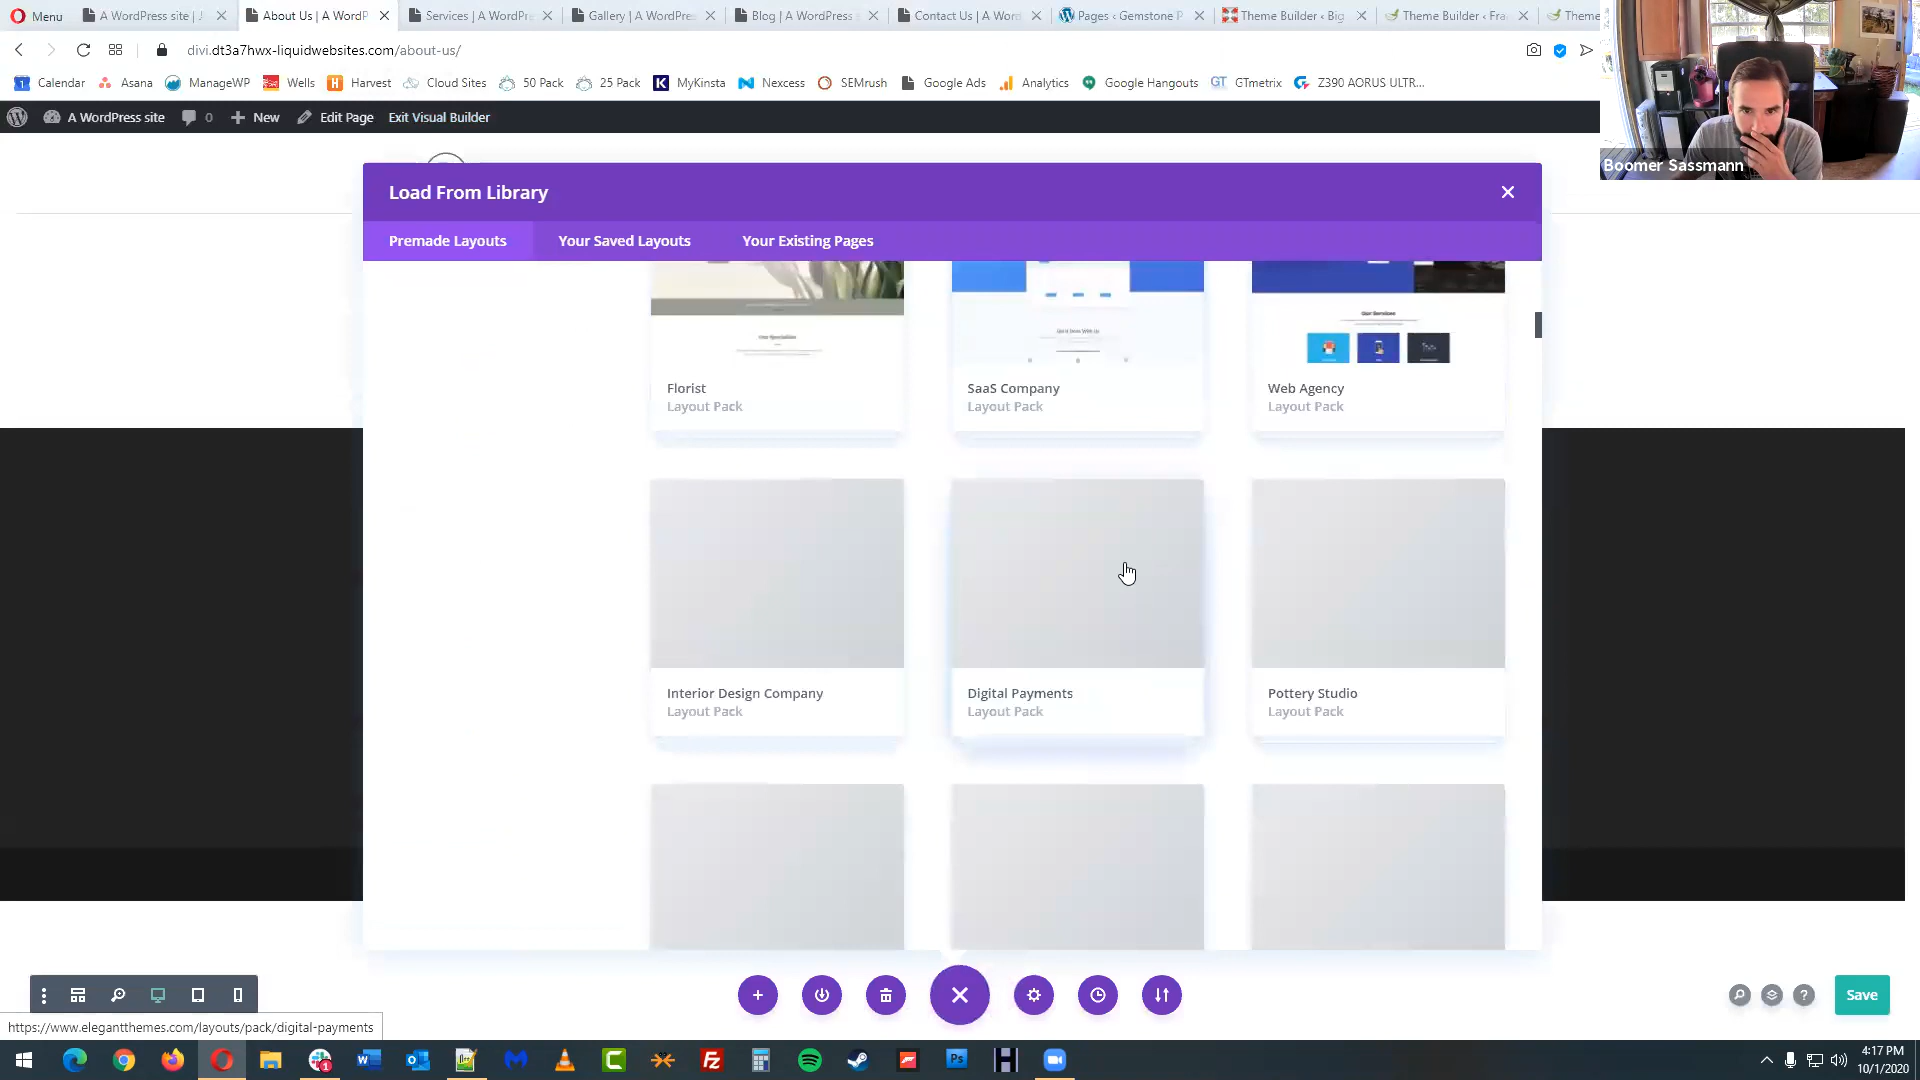 Menu
A WordPress site | J
About Us | A WordP
Services | A WordPre
Gallery | A WordPres
Blog | A WordPress
Contact Us | A Word
Pages ‹ Gemstone P
Theme Builder ‹ Big
Theme Builder ‹ Fra
Theme
divi.dt3a7hwx-liquidwebsites.com/about-us/
Calendar
Asana
ManageWP
Wells
Harvest
Cloud Sites
50 Pack
25 Pack
MyKinsta
Nexcess
SEMrush
Google Ads
Analytics
Google Hangouts
GT
GTmetrix
Z390 AORUS ULTR...
A WordPress site
0
New
Edit Page
Exit Visual Builder
Boomer Sassmann
Load From Library
Premade Layouts
Your Saved Layouts
Your Existing Pages
Our Services
Florist
Layout Pack
SaaS Company
Layout Pack
Web Agency
Layout Pack
Interior Design Company
Layout Pack
Digital Payments
Layout Pack
Pottery Studio
Layout Pack
Save
https://www.elegantthemes.com/layouts/pack/digital-payments
4:17 PM
10/1/2020